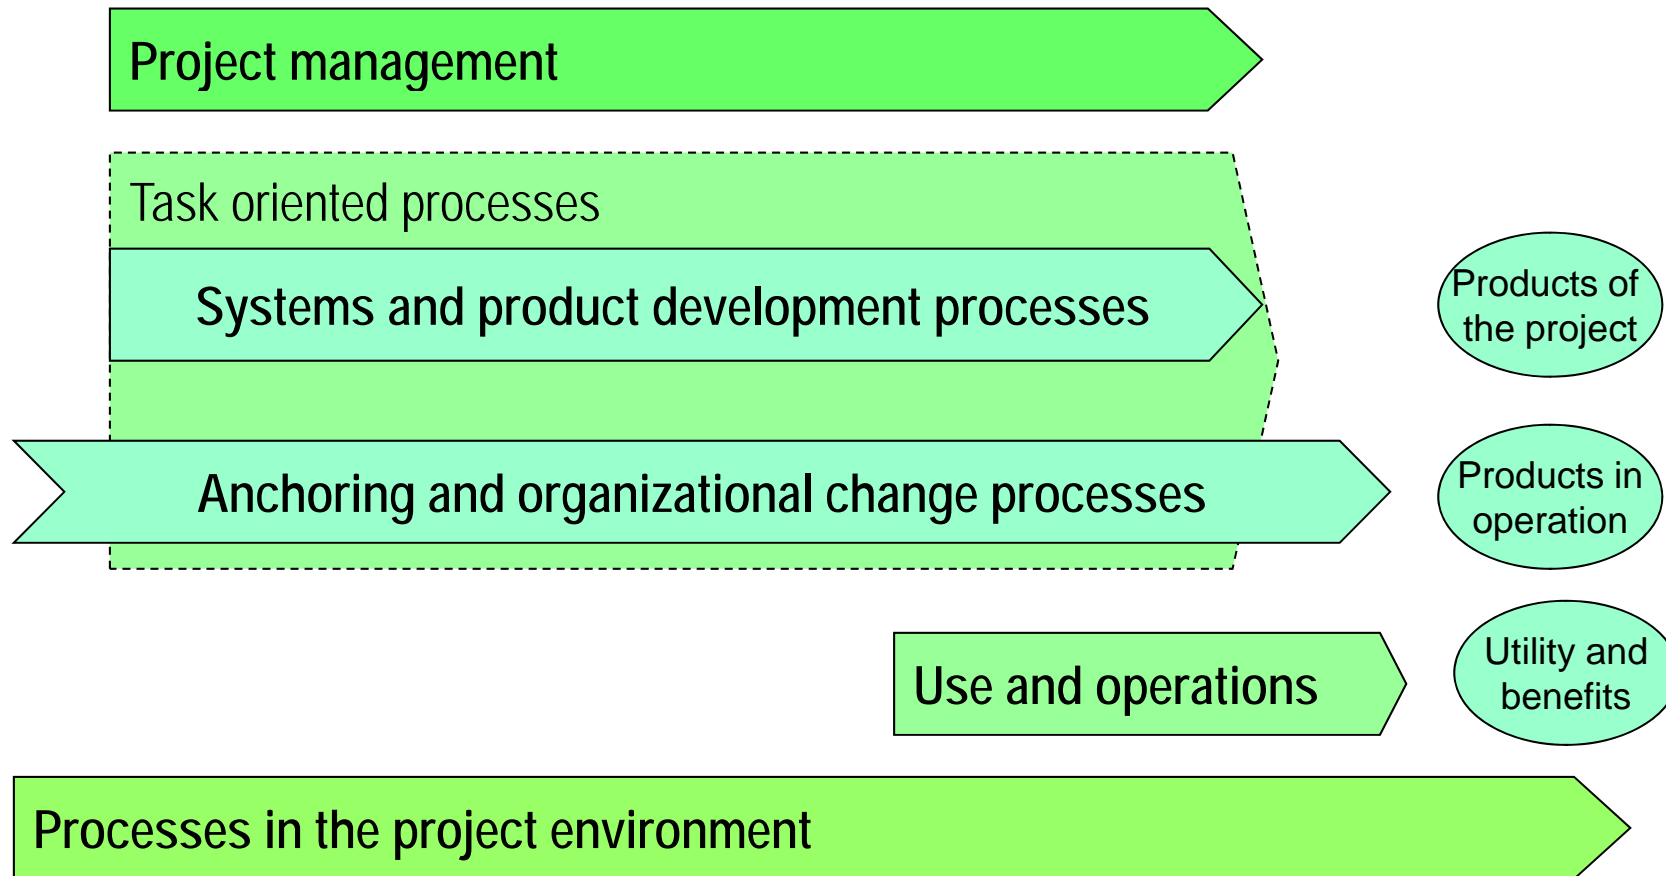 Project management
Task oriented processes
Systems and product development processes
Products of
the project
Anchoring and organizational change processes
Products in
operation
Use and operations
Utility and
benefits
Processes in the project environment